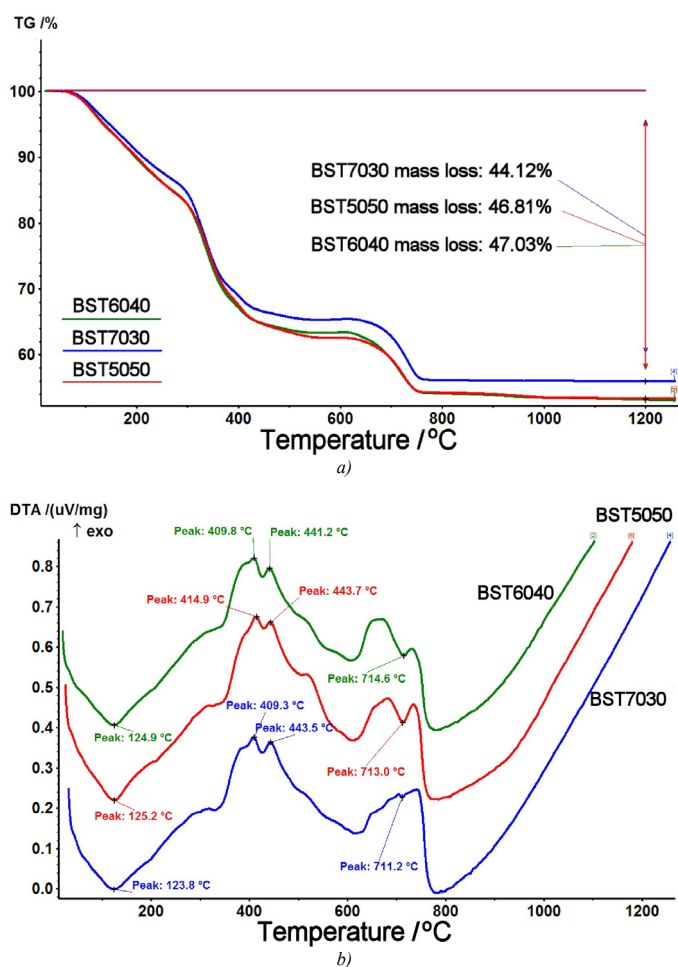 TG /%
100
90
80
70
60
BST7030 mass loss: 44.12%
BST5050 mass loss: 46.81%
BST6040 mass loss: 47.03%
BST6040
BST7030
BST5050
[4]
200 400 600 800 1000 1200
Temperature /°C
a)
DTA /(uV/mg)
↑ exo
BST5050
Peak: 409.8 °C Peak: 441.2 °C
[2] [6] [4]
0.8
BST6040
Peak: 414.9 °C Peak: 443.7 °C
0.7
0.6
0.5
BST7030
Peak: 409.3 °C
Peak: 714.6 °C
Peak: 443.5 °C
0.4
Peak: 124.9 °C
0.3
Peak: 713.0 °C
0.2
Peak: 125.2 °C
0.1
Peak: 711.2 °C
0.0
Peak: 123.8 °C
200 400 600 800 1000 1200
Temperature /°C
b)